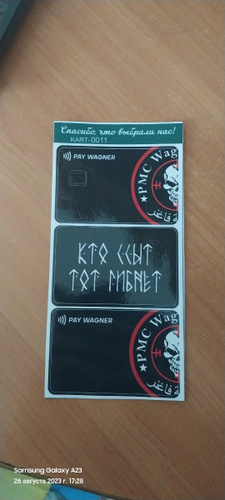 Спасибо, что выбрали нас!
KART-0011
PAY WAGNER
PMC Wag
КТО ССЫТ
ТОТ ГИБНЕТ
PAY WAGNER
PMC Wag
Samsung Galaxy A23
26 августа 2023 г. 17:28